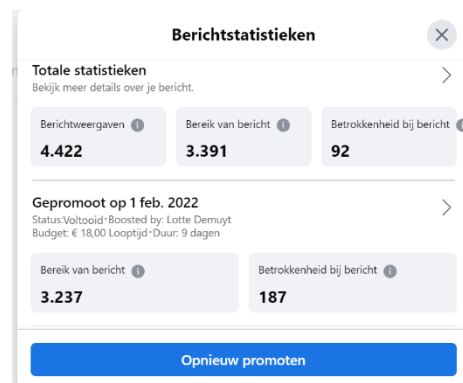 Berichtstatistieken
Totale statistieken
Bekijk meer details over je bericht.
Berichtweergaven
Bereik van bericht
Betrokkenheid bij bericht
4.422
3.391
92
Gepromoot op 1 feb. 2022
Status:Voltooid·Boosted by: Lotte Demuyt
Budget: € 18,00 Looptijd·Duur: 9 dagen
Bereik van bericht
Betrokkenheid bij bericht
3.237
187
Opnieuw promoten